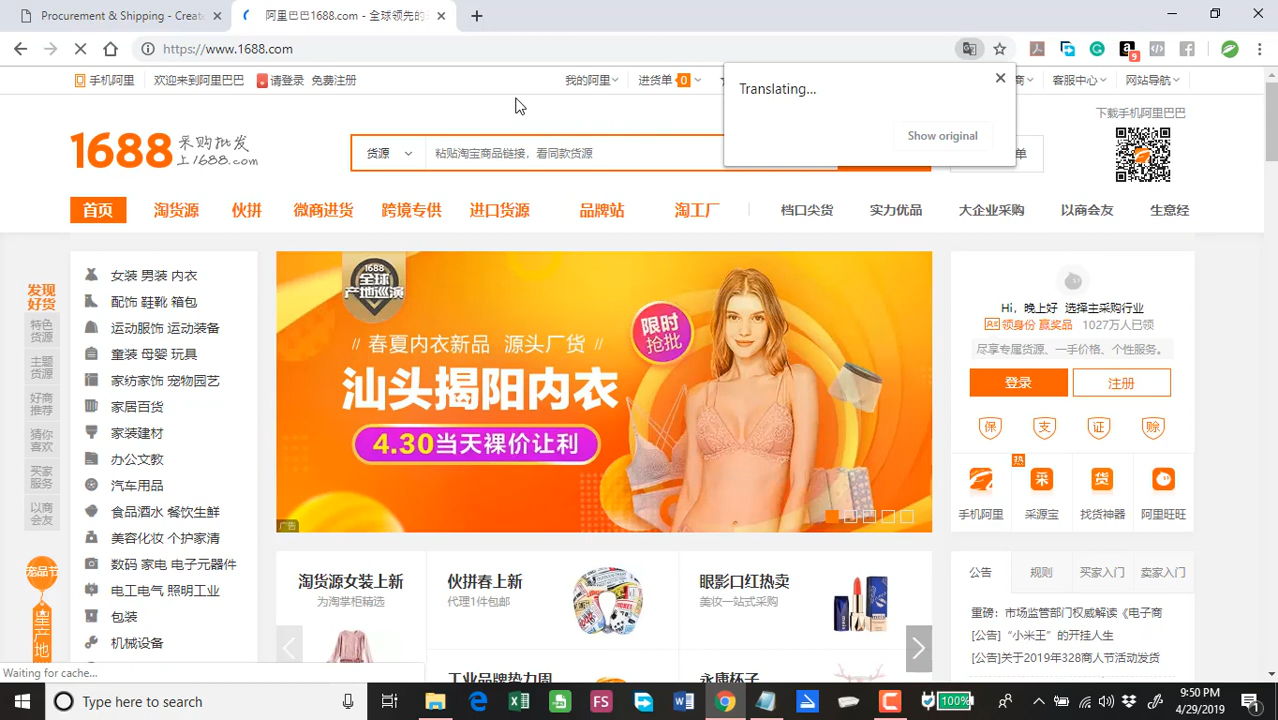 Procurement & Shipping - Create
阿里巴巴1688.com - 全球领先的
https://www.1688.com
9
手机阿里 欢迎来到阿里巴巴 请登录 免费注册 我的阿里 进货单 0 客服中心 网站导航
Translating...
Show original
下载手机阿里巴巴
1688 采购批发
上1688.com
货源 粘贴淘宝商品链接，看同款货源 单
首页 淘货源 伙拼 微商进货 跨境专供 进口货源 品牌站 淘工厂 档口尖货 实力优品 大企业采购 以商会友 生意经
发现
好货
特色
货源
主题
货源
好商
推荐
猜你
喜欢
买家
服务
以商
会友
宠品节
星产地
女装 男装 内衣
配饰 鞋靴 箱包
运动服饰 运动装备
童装 母婴 玩具
家纺家饰 宠物园艺
家居百货
家装建材
办公文教
汽车用品
食品酒水 餐饮生鲜
美容化妆 个护家清
数码 家电 电子元器件
电工电气 照明工业
包装
机械设备
1688
全球
产地巡演
// 春夏内衣新品 源头厂货 //
限时
抢批
汕头揭阳内衣
4.30当天裸价让利
广告
Hi，晚上好 选择主采购行业
领身份 赢奖品 1027万人已领
尽享专属货源、一手价格、个性服务。
登录 注册
保 支 证 赊
热
采 货
手机阿里 采源宝 找货神器 阿里旺旺
淘货源女装上新
为淘掌柜精选
伙拼春上新
代理1件包邮
眼影口红热卖
美妆一站式采购
工业品牌势力周
永康杯子
公告 规则 买家入门 卖家入门
重磅：市场监管部门权威解读《电子商
[公告]“小米王”的开挂人生
[公告]关于2019年328商人节活动发货
Waiting for cache...
Type here to search
FS
100%
9:50 PM
4/29/2019
1